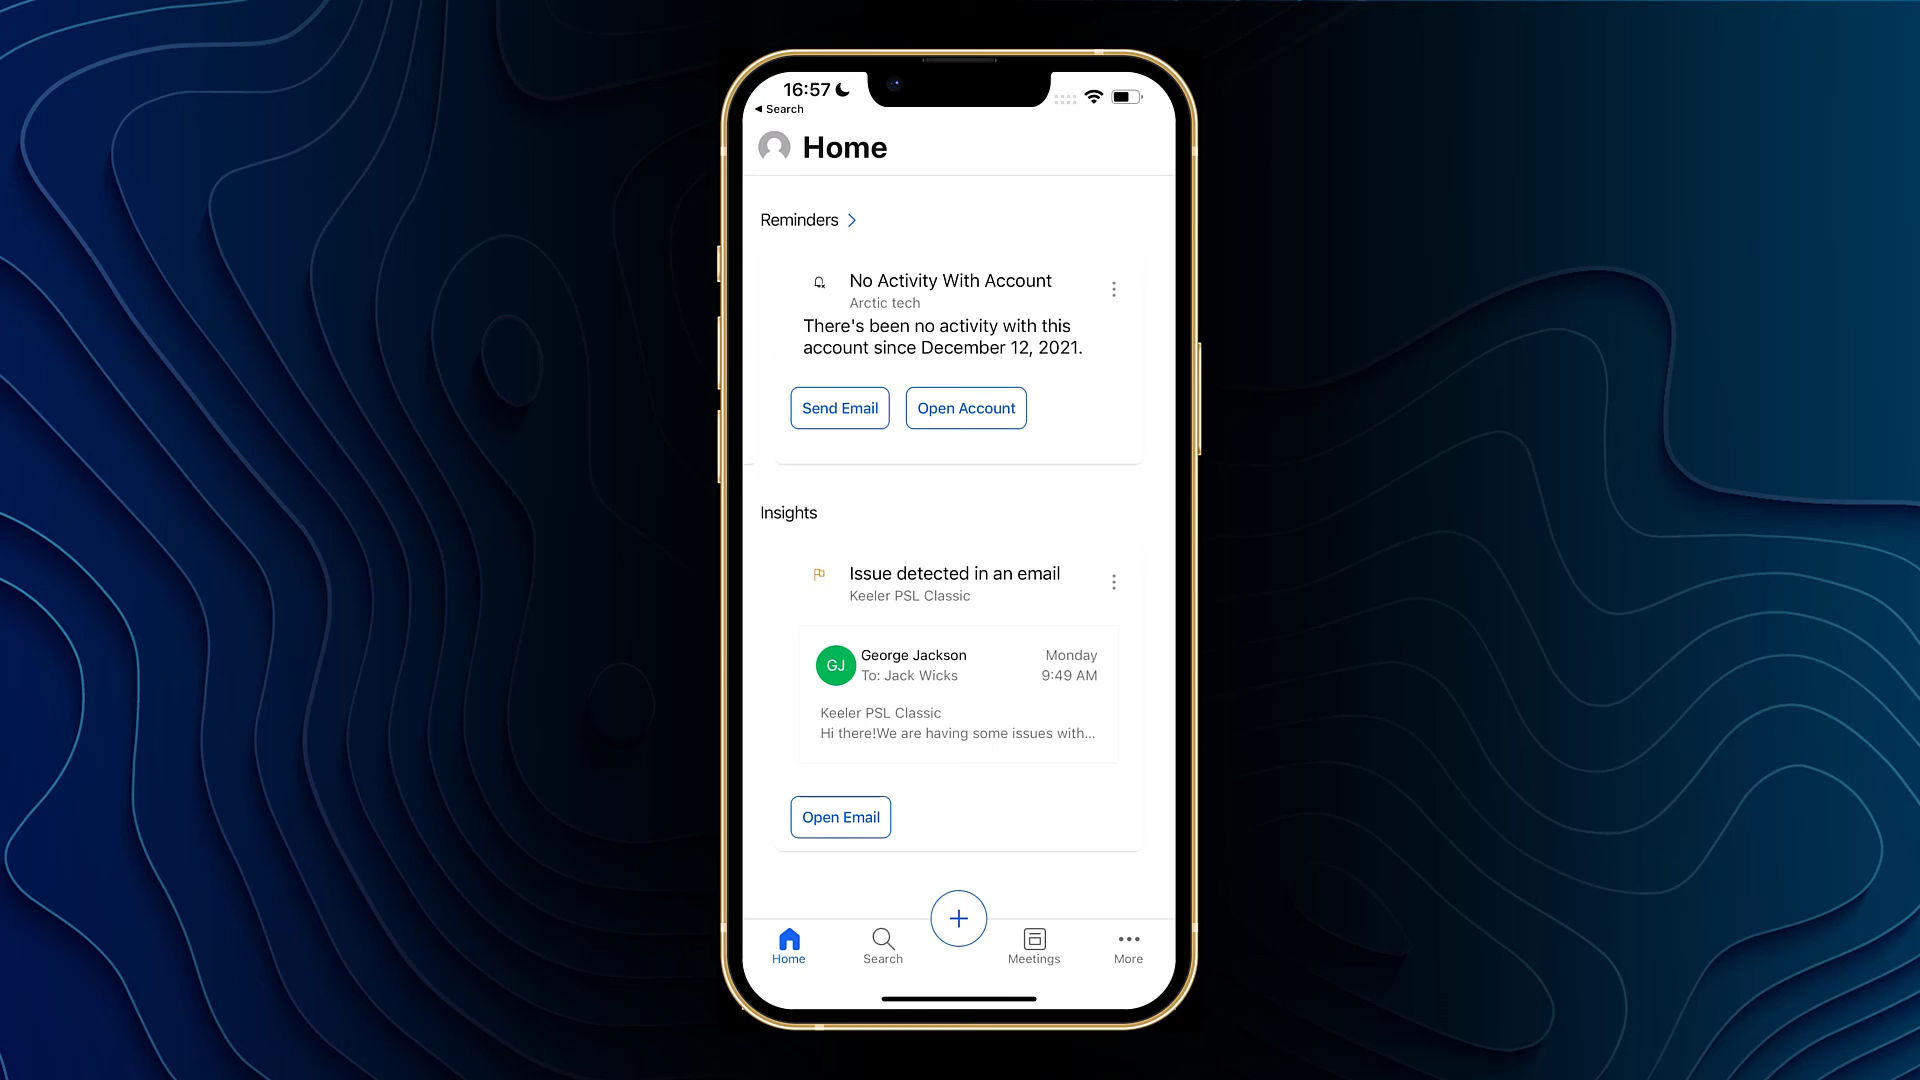 16:57
Search
Home
Reminders
No Activity With Account
Arctic tech
There's been no activity with this
account since December 12, 2021.
Send Email
Open Account
Insights
Issue detected in an email
Keeler PSL Classic
GJ
George Jackson
Monday
To: Jack Wicks
9:49 AM
Keeler PSL Classic
Hi there!We are having some issues with...
Open Email
Home
Search
Meetings
More